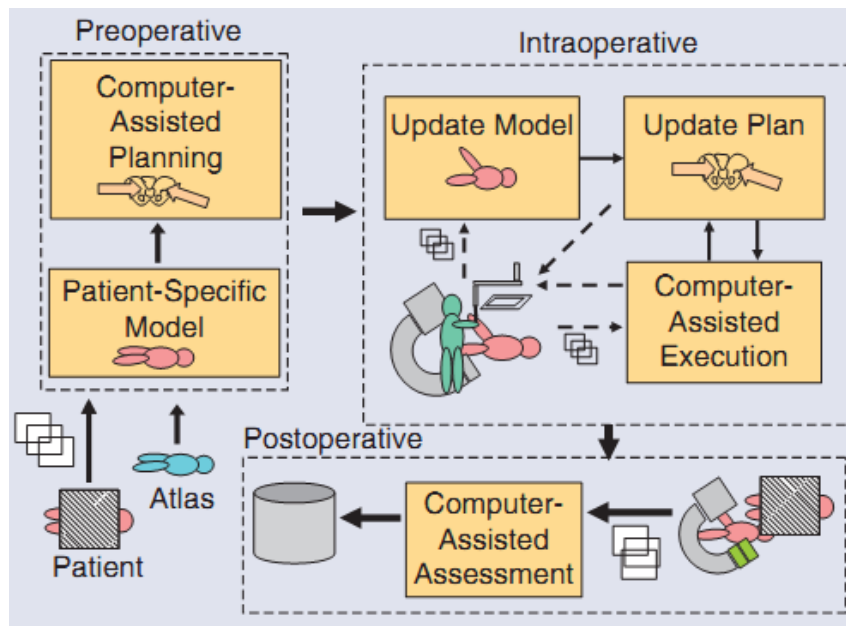 Preoperative
Computer-
Assisted
Planning
Patient-Specific
Model
Patient
Atlas
Intraoperative
Update Model
Update Plan
Computer-
Assisted
Execution
Postoperative
Computer-
Assisted
Assessment